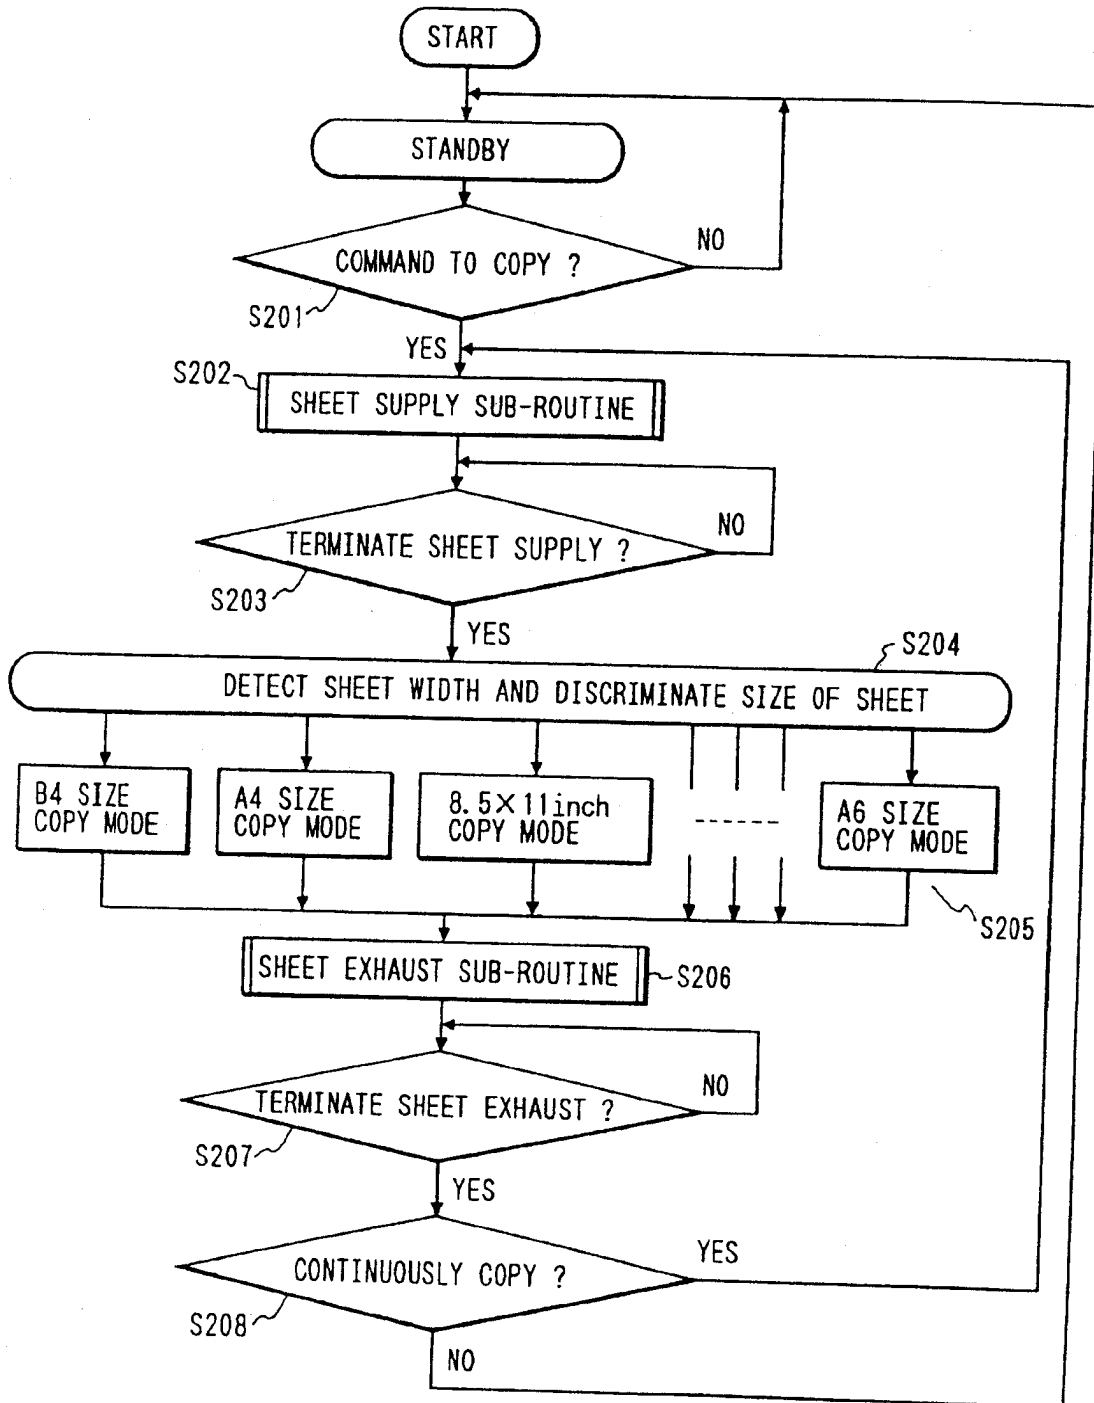 START
STANDBY
COMMAND TO COPY ?
NO
S201
YES
S202
SHEET SUPPLY SUB-ROUTINE
TERMINATE SHEET SUPPLY ?
NO
S203
YES
S204
DETECT SHEET WIDTH AND DISCRIMINATE SIZE OF SHEET
B4 SIZE
COPY MODE
A4 SIZE
COPY MODE
8.5×11inch
COPY MODE
A6 SIZE
COPY MODE
S205
SHEET EXHAUST SUB-ROUTINE
S206
TERMINATE SHEET EXHAUST ?
NO
S207
YES
CONTINUOUSLY COPY ?
YES
S208
NO